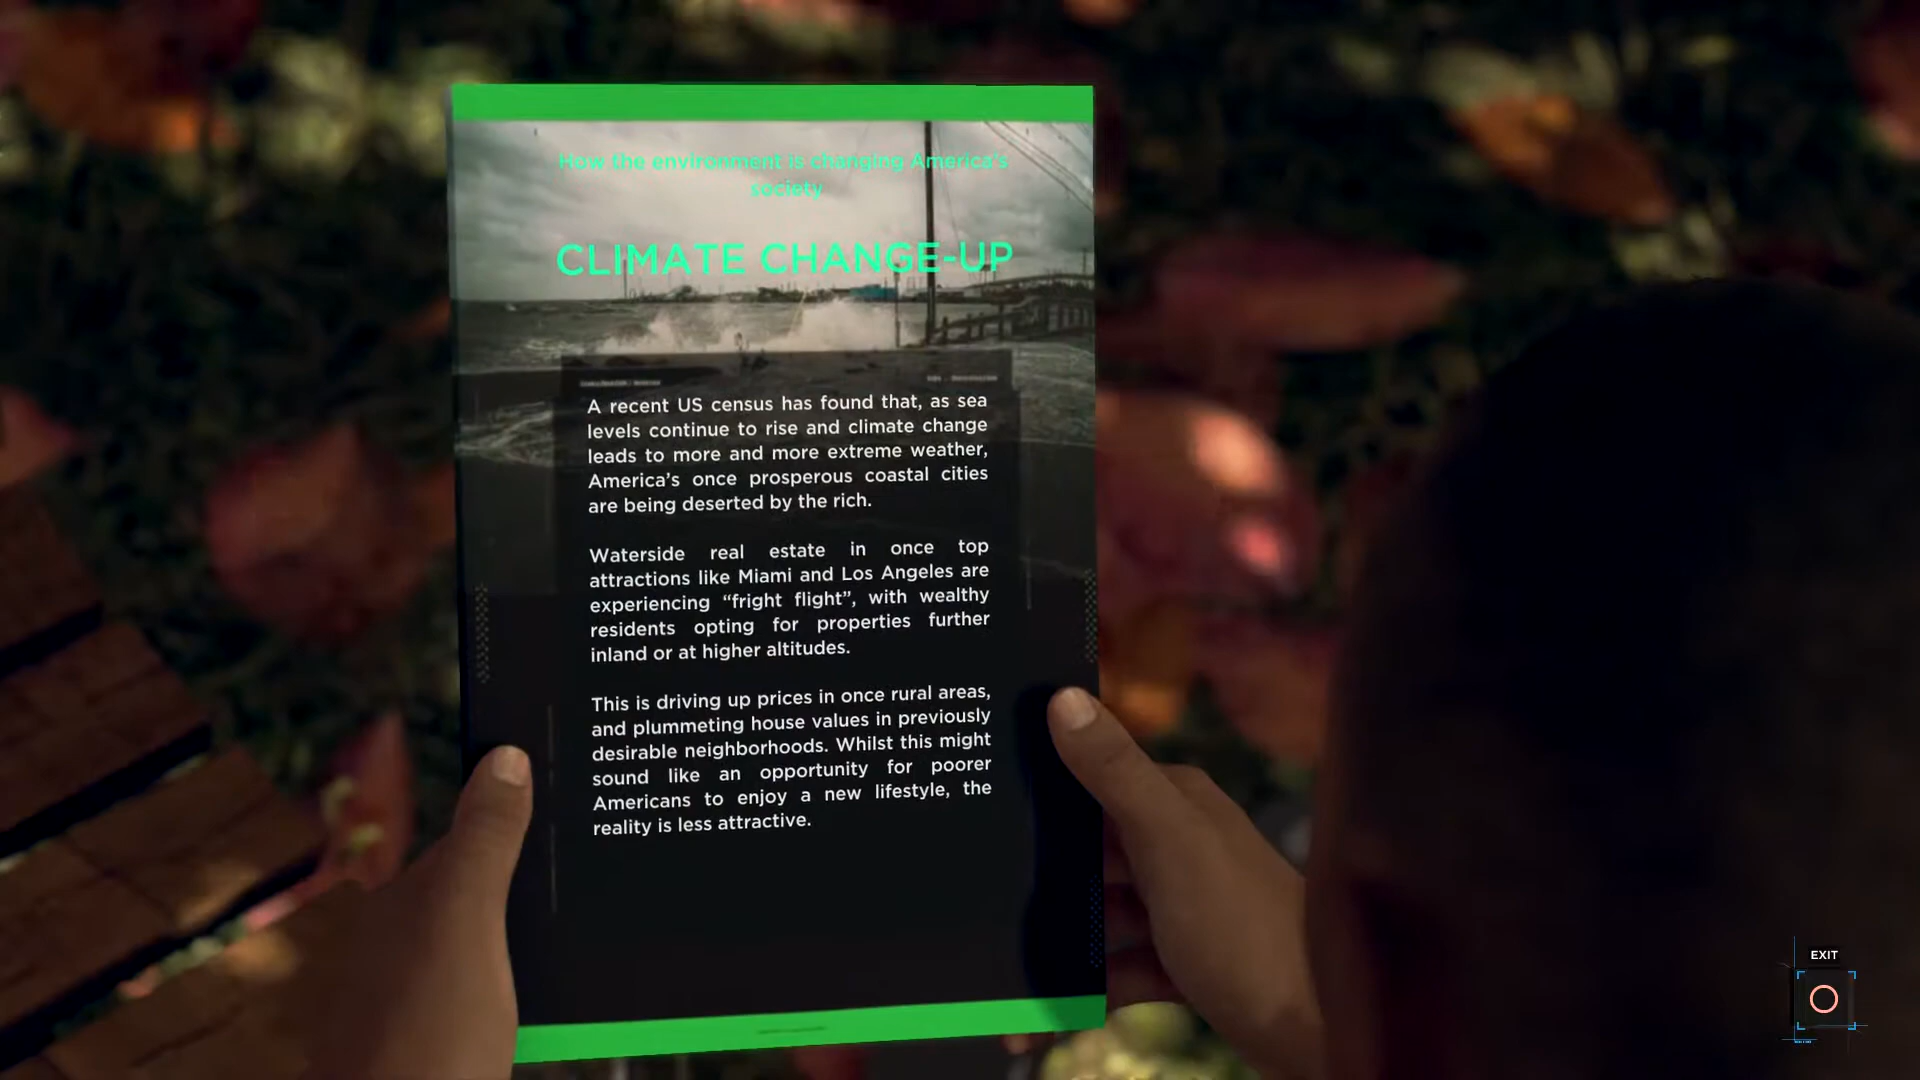 How the environment is changing America's
society
CLIMATE CHANGE-UP
A recent US census has found that, as sea
levels continue to rise and climate change
leads to more and more extreme weather,
America's once prosperous coastal cities
are being deserted by the rich.
Waterside real estate in once top
attractions like Miami and Los Angeles are
experiencing “fright flight”, with wealthy
residents opting for properties further
inland or at higher altitudes.
This is driving up prices in once rural areas,
and plummeting house values in previously
desirable neighborhoods. Whilst this might
sound like an opportunity for poorer
Americans to enjoy a new lifestyle, the
reality is less attractive.
EXIT